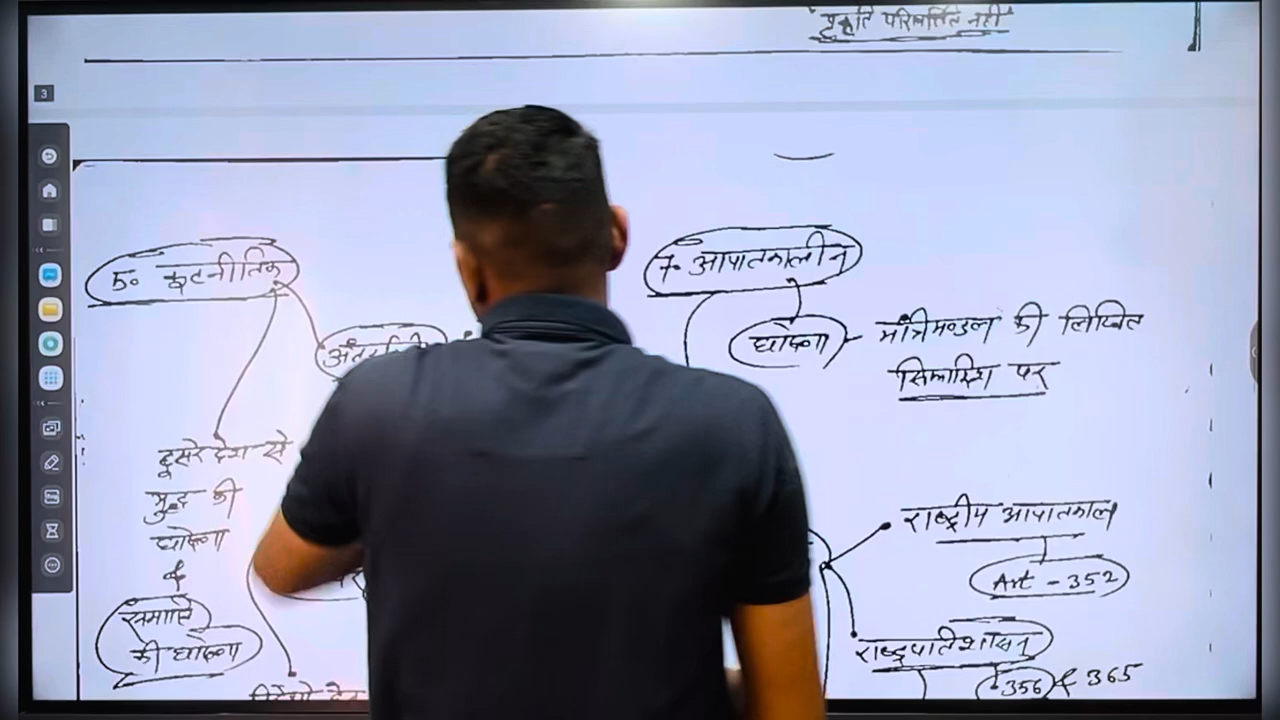 प्रकृति परिवर्तित नहीं
3
5. कूटनीतिक
दूसरे देश से
युद्ध की
घोषणा
&
समाप्ति
की घोषणा
7. आपातकालीन
घोषणा - मंत्रिमण्डल की लिखित
सिफारिश पर
राष्ट्रीय आपातकाल
Art - 352
राष्ट्रपति शासन
356 & 365